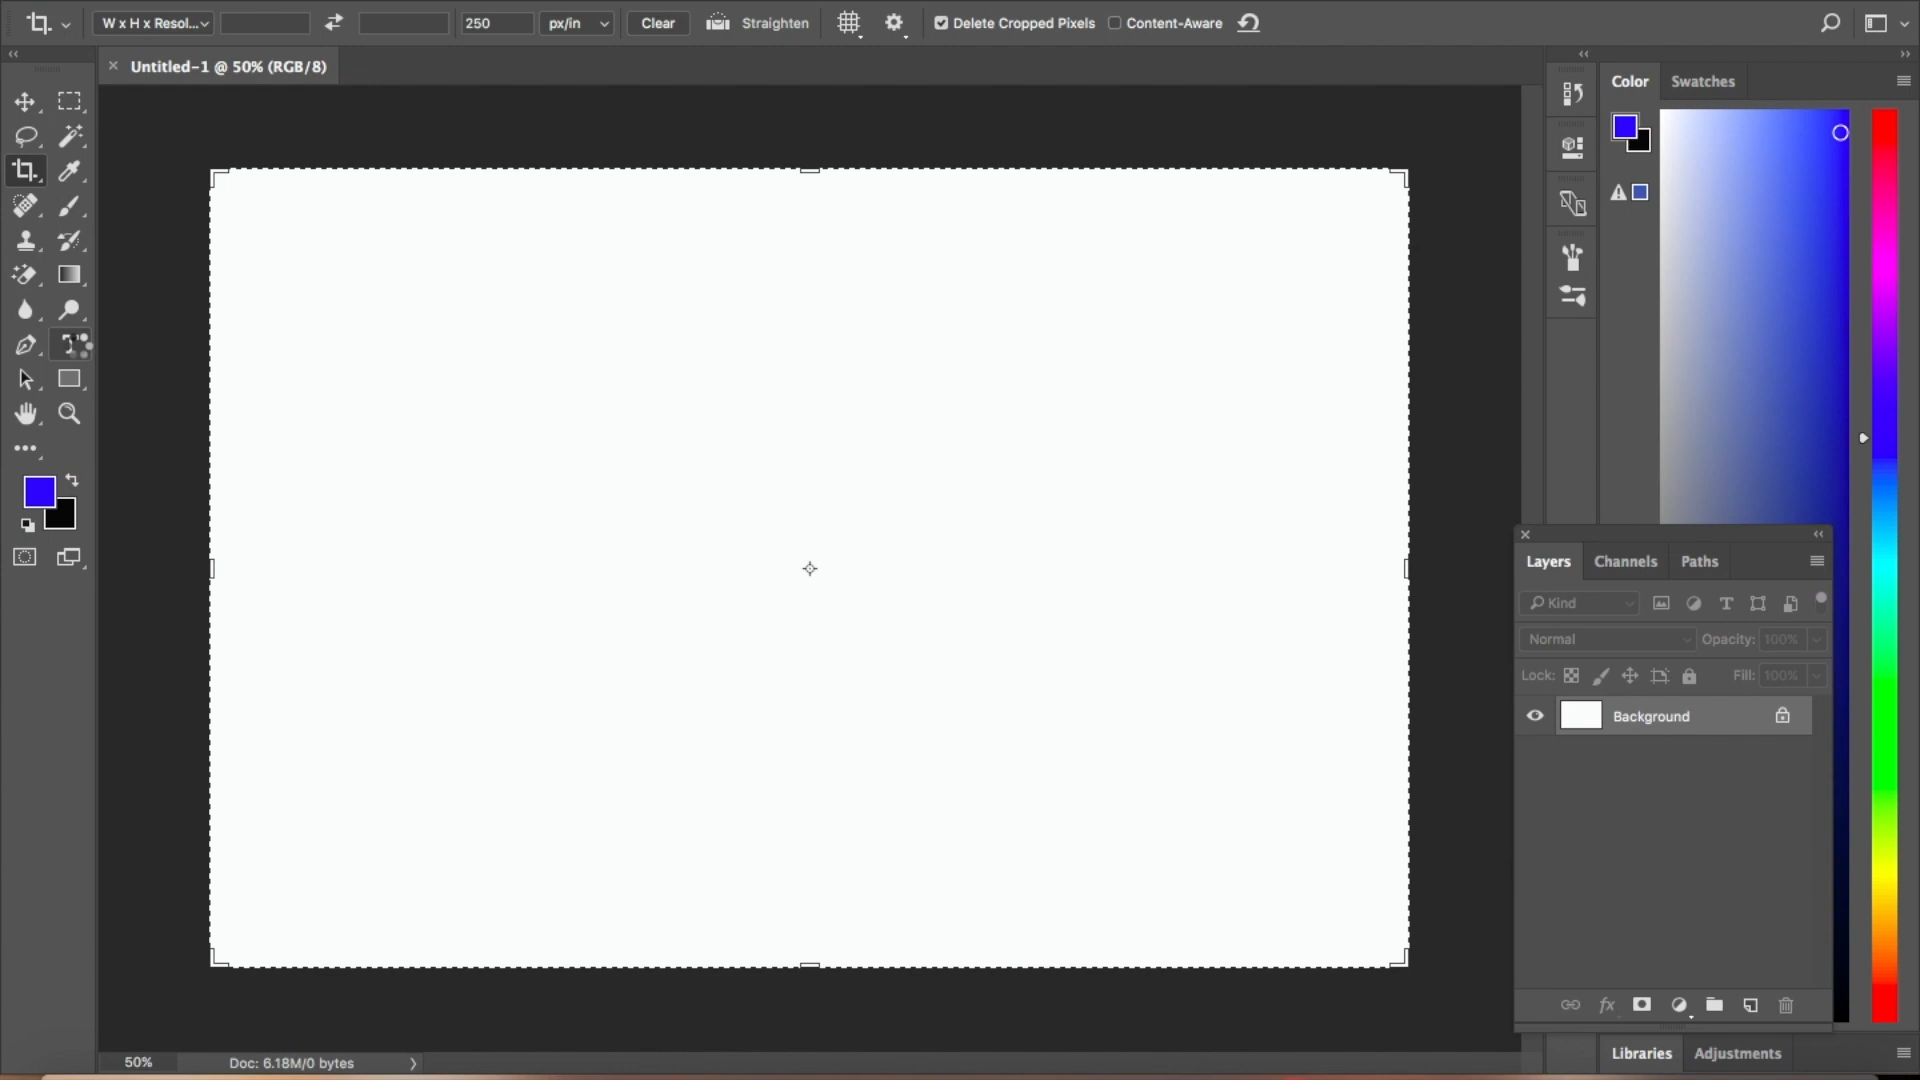 W x H x Resol...
250
px/in
Clear
Straighten
Delete Cropped Pixels
Content-Aware
Untitled-1 @ 50% (RGB/8)
Color
Swatches
Layers
Channels
Paths
Kind
Normal
Opacity: 100%
Lock:
Fill: 100%
Background
fx
50%
Doc: 6.18M/0 bytes
Libraries
Adjustments